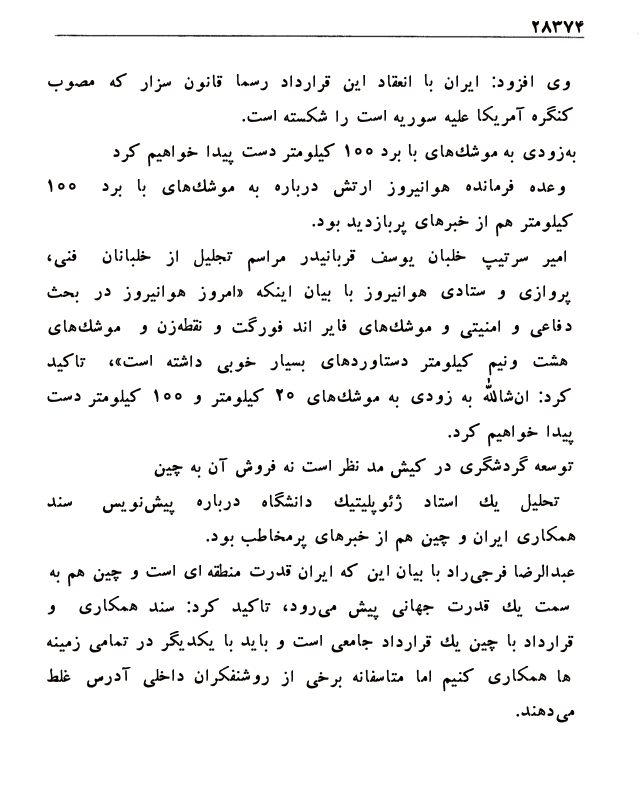 ۲۸۳۷۴
وی افزود: ایران با انعقاد این قرارداد رسما قانون سزار که مصوب
کنگره آمریکا علیه سوریه است را شکسته است.
به‌زودی به موشك‌های با برد ۱۰۰ کیلومتر دست پیدا خواهیم کرد
وعده فرمانده هوانیروز ارتش درباره به موشك‌های با برد ۱۰۰
کیلومتر هم از خبرهای پربازدید بود.
امیر سرتیپ خلبان یوسف قربانیدر مراسم تجلیل از خلبانان فنی،
پروازی و ستادی هوانیروز با بیان اینکه «امروز هوانیروز در بحث
دفاعی و امنیتی و موشك‌های فایر اند فورگت و نقطه‌زن و موشك‌های
هشت ونیم کیلومتر دستاوردهای بسیار خوبی داشته است»، تاکید
کرد: ان‌شالله به زودی به موشك‌های ۲۰ کیلومتر و ۱۰۰ کیلومتر دست
پیدا خواهیم کرد.
توسعه گردشگری در کیش مد نظر است نه فروش آن به چین
تحلیل یك استاد ژئوپلیتیك دانشگاه درباره پیش‌نویس سند
همکاری ایران و چین هم از خبرهای پرمخاطب بود.
عبدالرضا فرجی‌راد با بیان این که ایران قدرت منطقه ای است و چین هم به
سمت یك قدرت جهانی پیش می‌رود، تاکید کرد: سند همکاری و
قرارداد با چین یك قرارداد جامعی است و باید با یکدیگر در تمامی زمینه
ها همکاری کنیم اما متاسفانه برخی از روشنفکران داخلی آدرس غلط
می‌دهند.